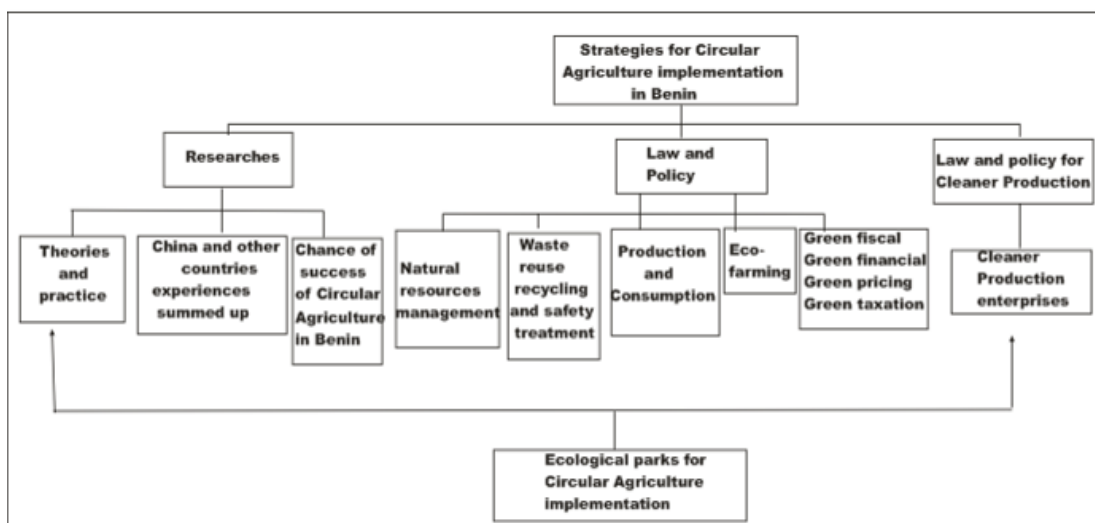 Strategies for Circular
Agriculture implementation
in Benin
Researches
Law and
Policy
Law and policy for
Cleaner Production
Theories
and
practice
China and other
countries
experiences
summed up
Chance of
success
of Circular
Agriculture
in Benin
Natural
resources
management
Waste
reuse
recycling
and safety
treatment
Production
and
Consumption
Eco-
farming
Green fiscal
Green financial
Green pricing
Green taxation
Cleaner
Production
enterprises
Ecological parks for
Circular Agriculture
implementation